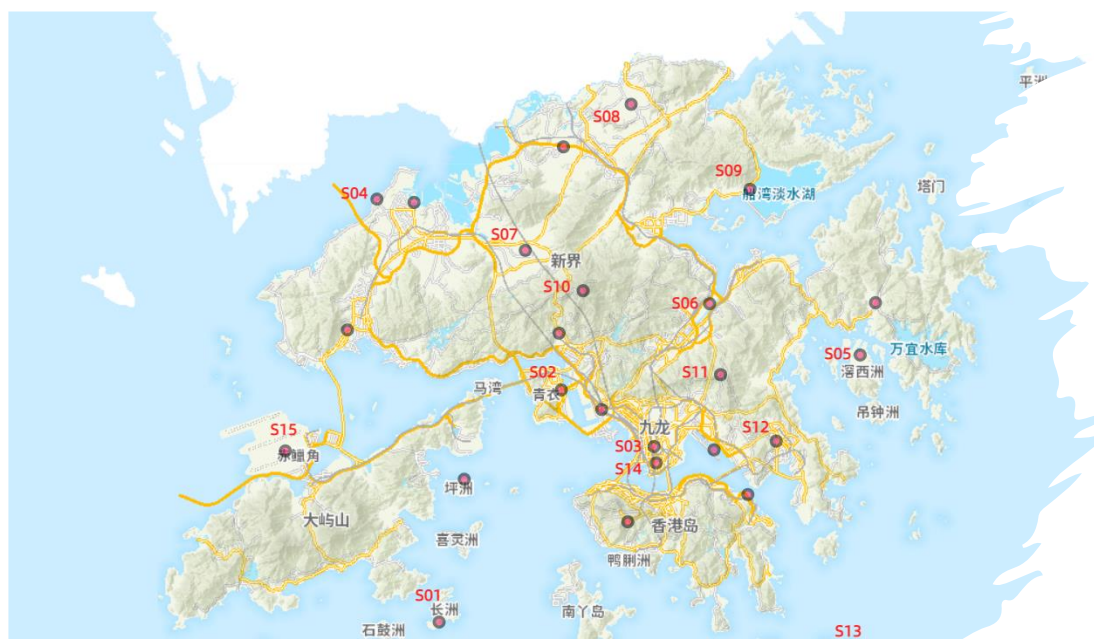 平洲
S08
S09
塔门
船湾淡水湖
S04
S07
新界
S10
S06
万宜水库
S05
滘西洲
S11
S02
马湾
青衣
吊钟洲
九龙
S15
S12
S03
赤鱲角
S14
坪洲
大屿山
香港岛
喜灵洲
鸭脷洲
S01
长洲
南丫岛
石鼓洲
S13